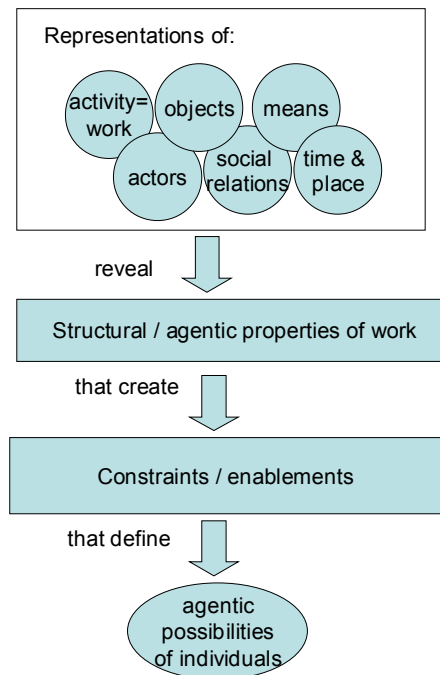 Representations of:
activity=
work
objects
means
actors
social
relations
time &
place
reveal
Structural / agentic properties of work
that create
Constraints / enablements
that define
agentic
possibilities
of individuals